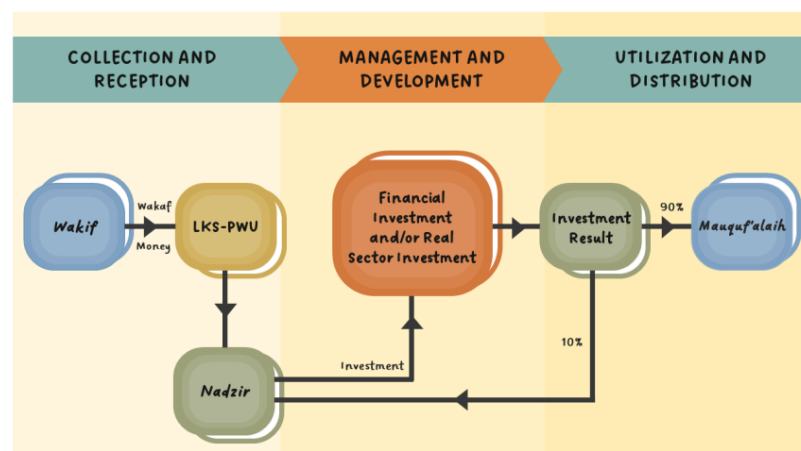 COLLECTION AND
RECEPTION
MANAGEMENT AND
DEVELOPMENT
UTILIZATION AND
DISTRIBUTION
Wakif
Wakaf
Money
LKS-PWU
Financial
Investment
and/or Real
Sector Investment
Investment
Result
90%
Mauquf'alaih
Nadzir
Investment
10%